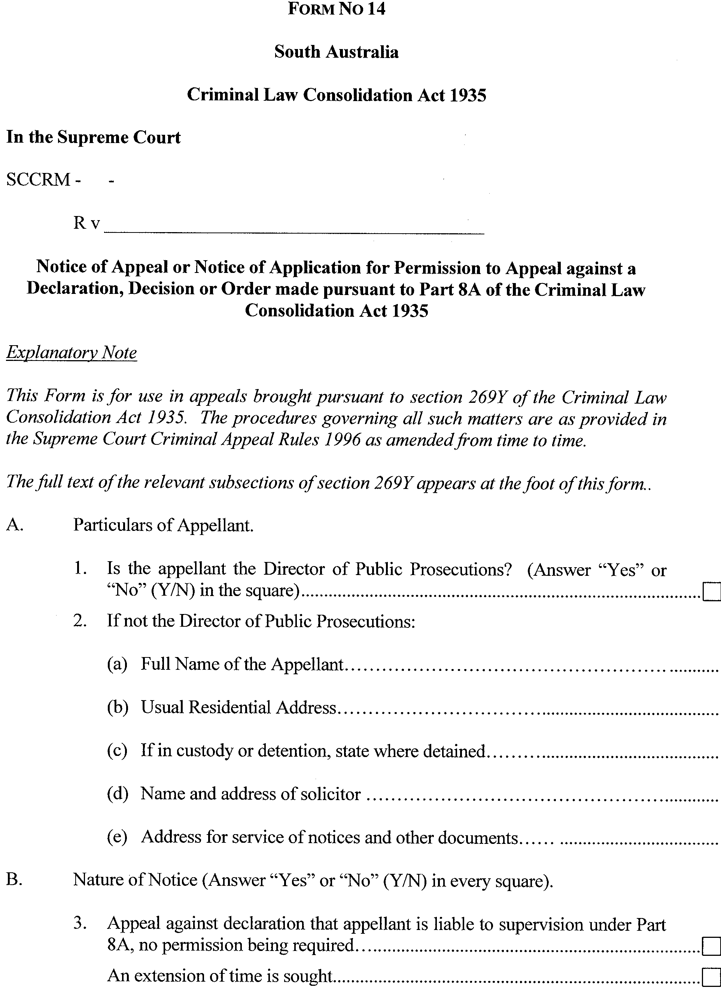 FORM NO 14
South Australia
Criminal Law Consolidation Act 1935
In the Supreme Court
SCCRM - -
R v
Notice of Appeal or Notice of Application for Permission to Appeal against a
Declaration, Decision or Order made pursuant to Part 8A of the Criminal Law
Consolidation Act 1935
Explanatory Note
This Form is for use in appeals brought pursuant to section 269Y of the Criminal Law
Consolidation Act 1935. The procedures governing all such matters are as provided in
the Supreme Court Criminal Appeal Rules 1996 as amended from time to time.
The full text of the relevant subsections of section 269Y appears at the foot of this form..
A. Particulars of Appellant.
1. Is the appellant the Director of Public Prosecutions? (Answer “Yes” or
“No” (Y/N) in the square)..........
2. If not the Director of Public Prosecutions:
(a) Full Name of the Appellant..........
(b) Usual Residential Address..........
(c) If in custody or detention, state where detained..........
(d) Name and address of solicitor ..........
(e) Address for service of notices and other documents...... ..........
B. Nature of Notice (Answer “Yes” or “No” (Y/N) in every square).
3. Appeal against declaration that appellant is liable to supervision under Part
8A, no permission being required..........
An extension of time is sought..........